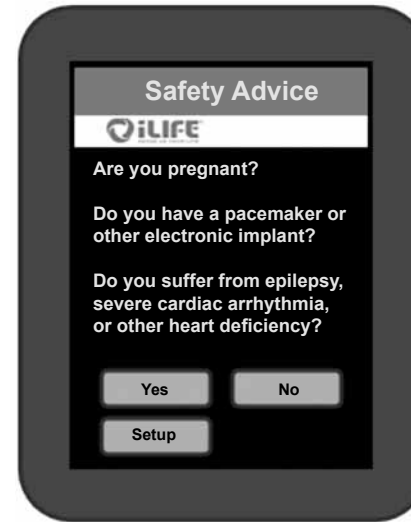 Safety Advice
iLIFE
Are you pregnant?
Do you have a pacemaker or
other electronic implant?
Do you suffer from epilepsy,
severe cardiac arrhythmia,
or other heart deficiency?
Yes No
Setup